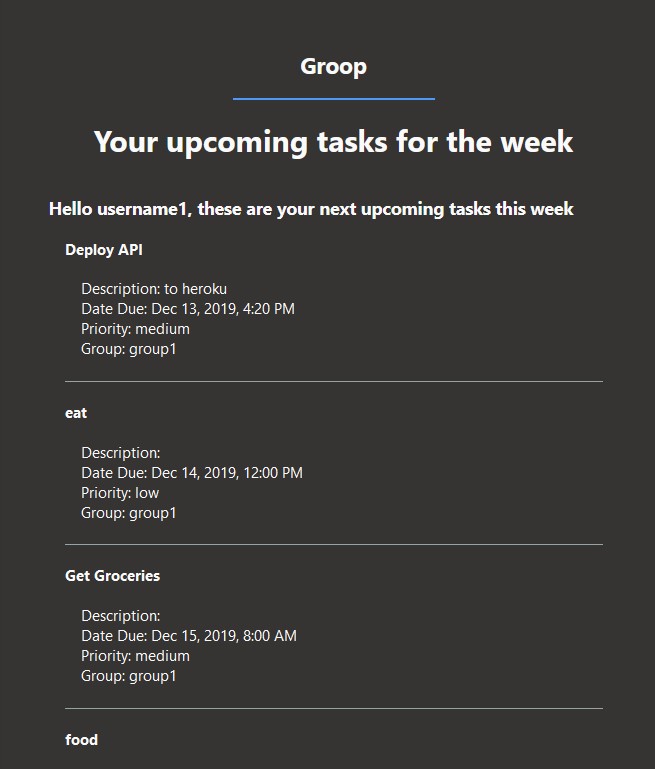 Groop
Your upcoming tasks for the week
Hello username1, these are your next upcoming tasks this week
Deploy API
Description: to heroku
Date Due: Dec 13, 2019, 4:20 PM
Priority: medium
Group: group1
eat
Description:
Date Due: Dec 14, 2019, 12:00 PM
Priority: low
Group: group1
Get Groceries
Description:
Date Due: Dec 15, 2019, 8:00 AM
Priority: medium
Group: group1
food